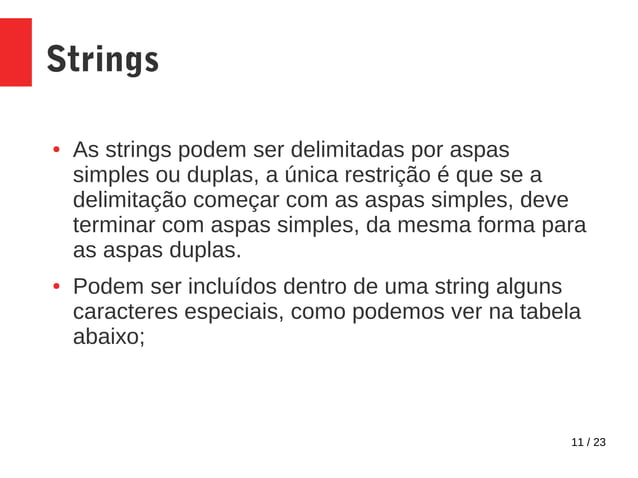 Strings
● As strings podem ser delimitadas por aspas
simples ou duplas, a única restrição é que se a
delimitação começar com as aspas simples, deve
terminar com aspas simples, da mesma forma para
as aspas duplas.
● Podem ser incluídos dentro de uma string alguns
caracteres especiais, como podemos ver na tabela
abaixo;
11 / 23